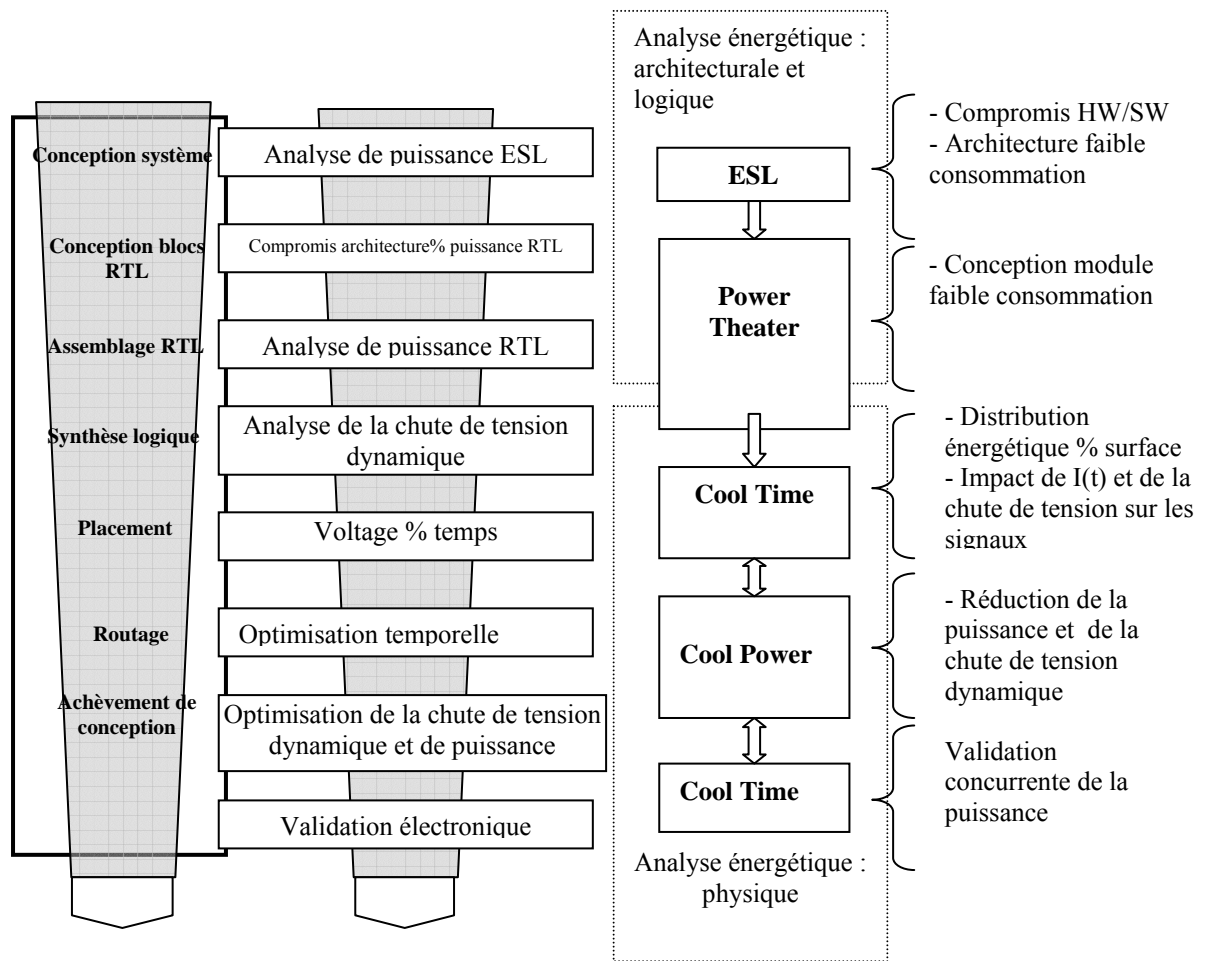 Conception système
Conception blocs
RTL
Assemblage RTL
Synthèse logique
Placement
Routage
Achèvement de
conception
Analyse de puissance ESL
Compromis architecture% puissance RTL
Analyse de puissance RTL
Analyse de la chute de tension
dynamique
Voltage % temps
Optimisation temporelle
Optimisation de la chute de tension
dynamique et de puissance
Validation électronique
Analyse énergétique :
architecturale et
logique
ESL
Power
Theater
Cool Time
Cool Power
Cool Time
Analyse énergétique :
physique
- Compromis HW/SW
- Architecture faible
consommation
- Conception module
faible consommation
- Distribution
énergétique % surface
- Impact de I(t) et de la
chute de tension sur les
signaux
- Réduction de la
puissance et de la
chute de tension
dynamique
Validation
concurrente de la
puissance